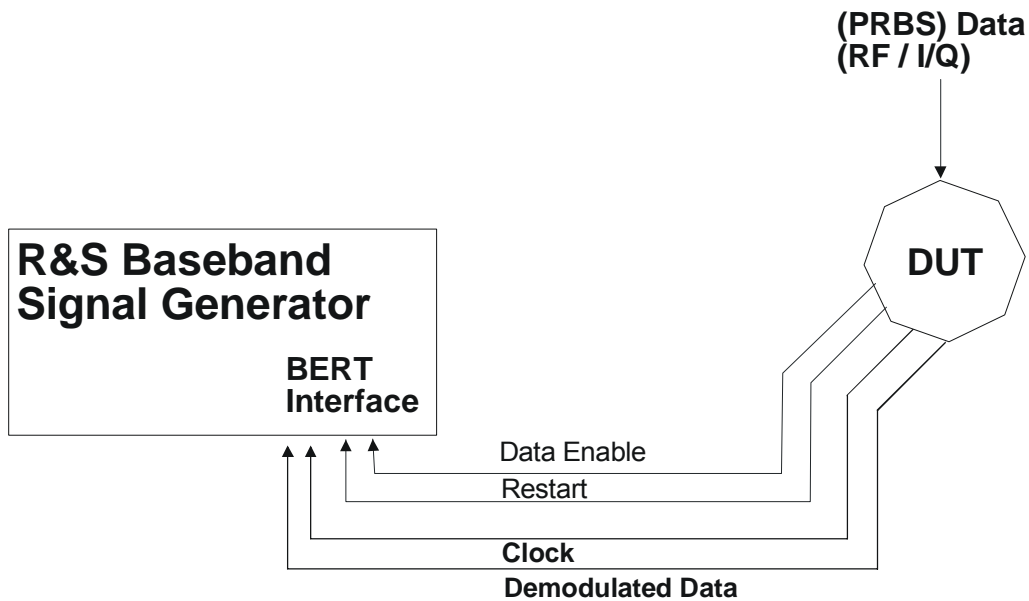 (PRBS) Data
(RF / I/Q)
R&S Baseband
Signal Generator
DUT
BERT
Interface
Data Enable
Restart
Clock
Demodulated Data